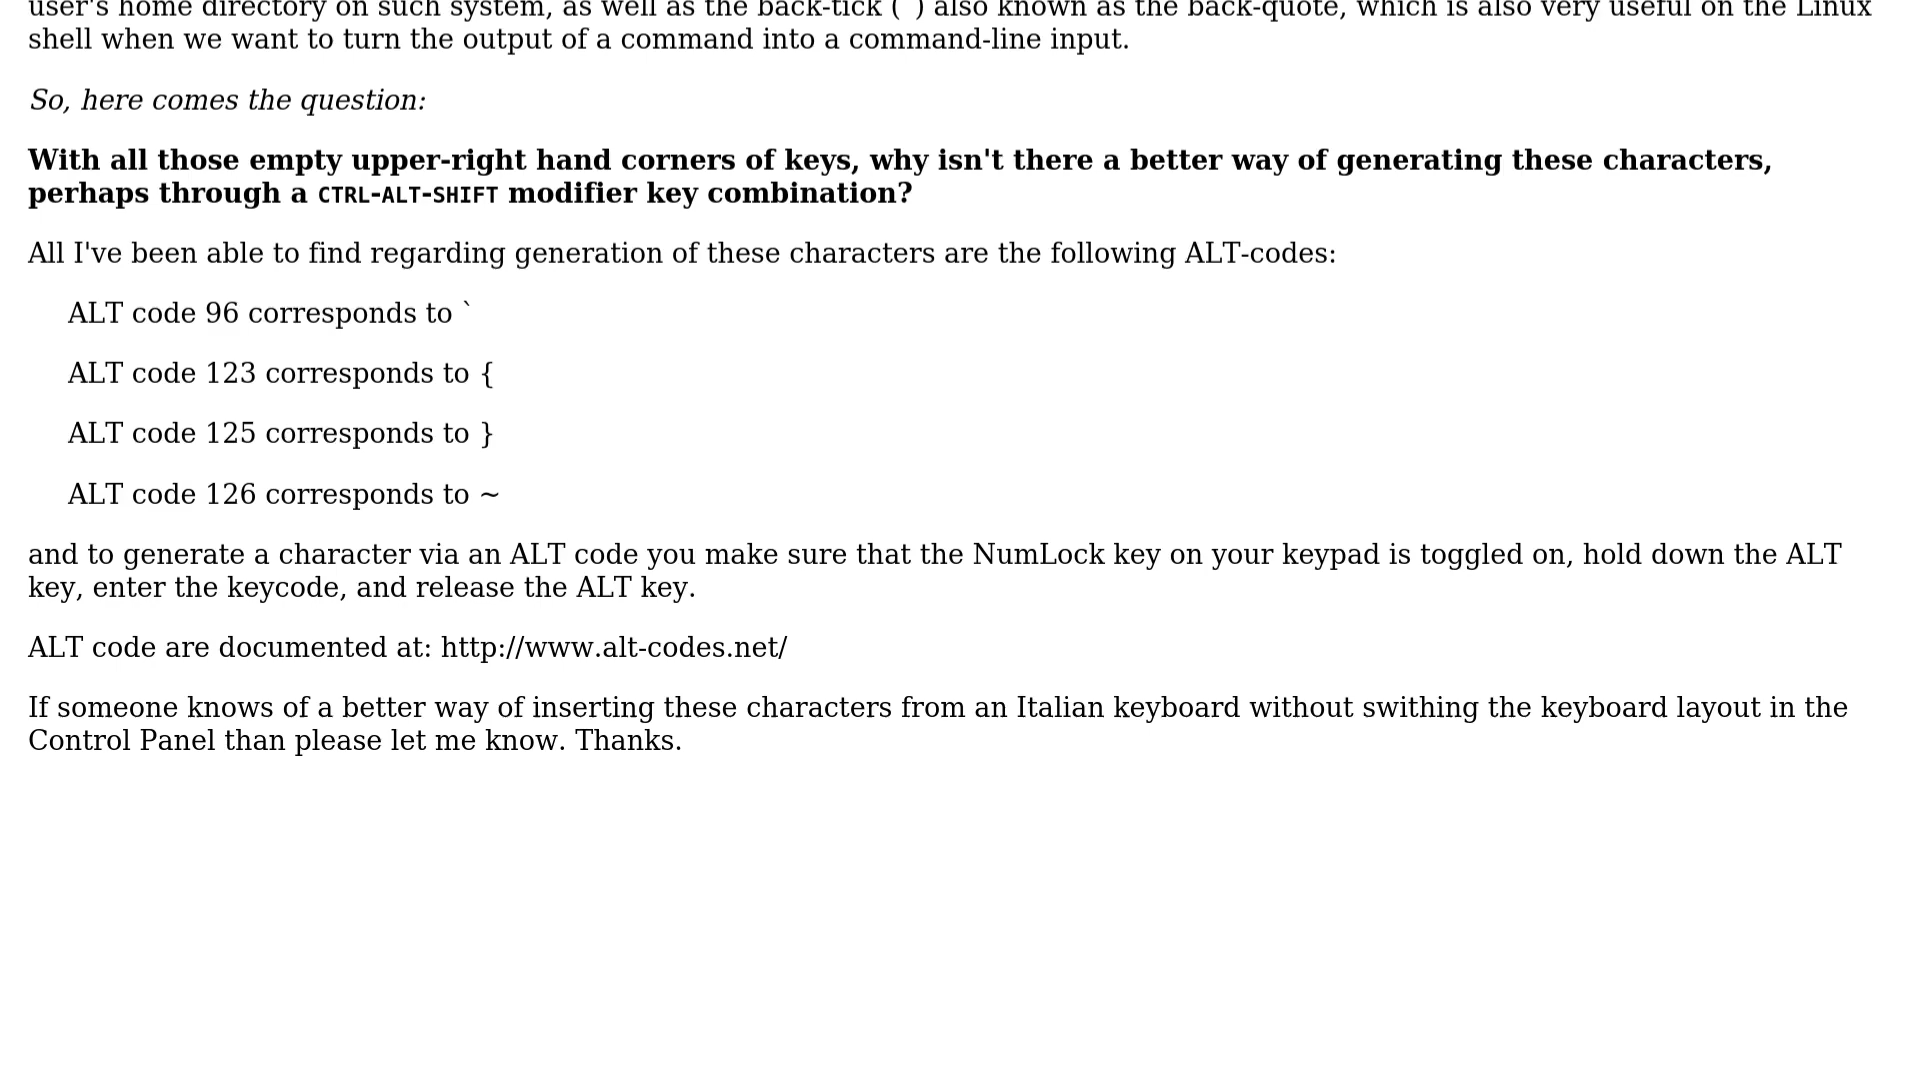 user's home directory on such system, as well as the back-tick ( ) also known as the back-quote, which is also very useful on the Linux
shell when we want to turn the output of a command into a command-line input.
So, here comes the question:
With all those empty upper-right hand corners of keys, why isn't there a better way of generating these characters,
perhaps through a CTRL-ALT-SHIFT modifier key combination?
All I've been able to find regarding generation of these characters are the following ALT-codes:
ALT code 96 corresponds to `
ALT code 123 corresponds to {
ALT code 125 corresponds to }
ALT code 126 corresponds to ~
and to generate a character via an ALT code you make sure that the NumLock key on your keypad is toggled on, hold down the ALT
key, enter the keycode, and release the ALT key.
ALT code are documented at: http://www.alt-codes.net/
If someone knows of a better way of inserting these characters from an Italian keyboard without swithing the keyboard layout in the
Control Panel than please let me know. Thanks.